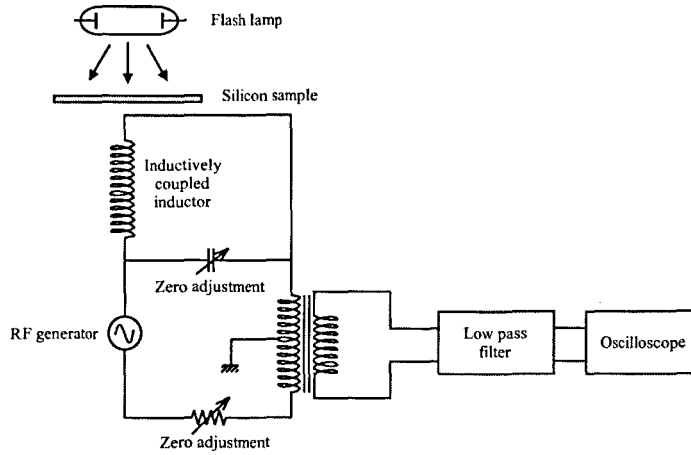 Flash lamp
Silicon sample
Inductively
coupled
inductor
Zero adjustment
RF generator
Low pass
filter
Oscilloscope
Zero adjustment